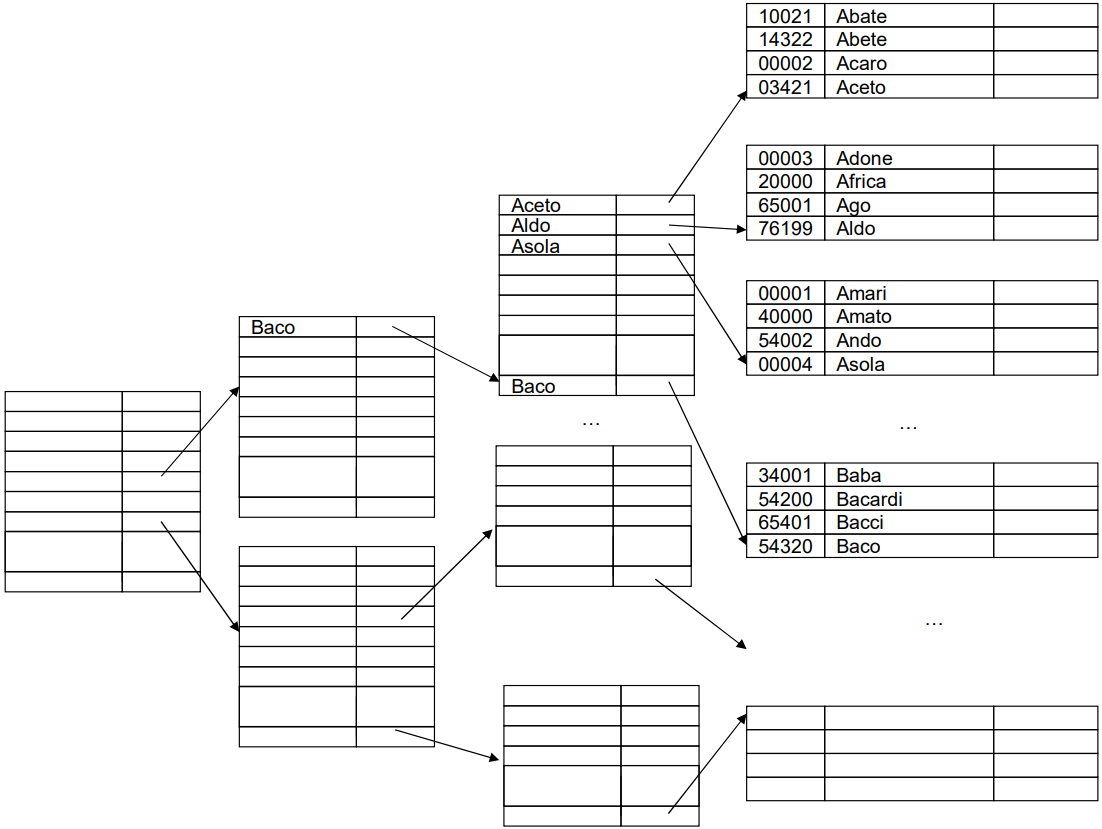 10021 Abate
14322 Abete
00002 Acaro
03421 Aceto
00003 Adone
20000 Africa
65001 Ago
76199 Aldo
Aceto
Aldo
Asola
Baco
00001 Amari
40000 Amato
54002 Ando
00004 Asola
Baco
...
...
34001 Baba
54200 Bacardi
65401 Bacci
54320 Baco
...